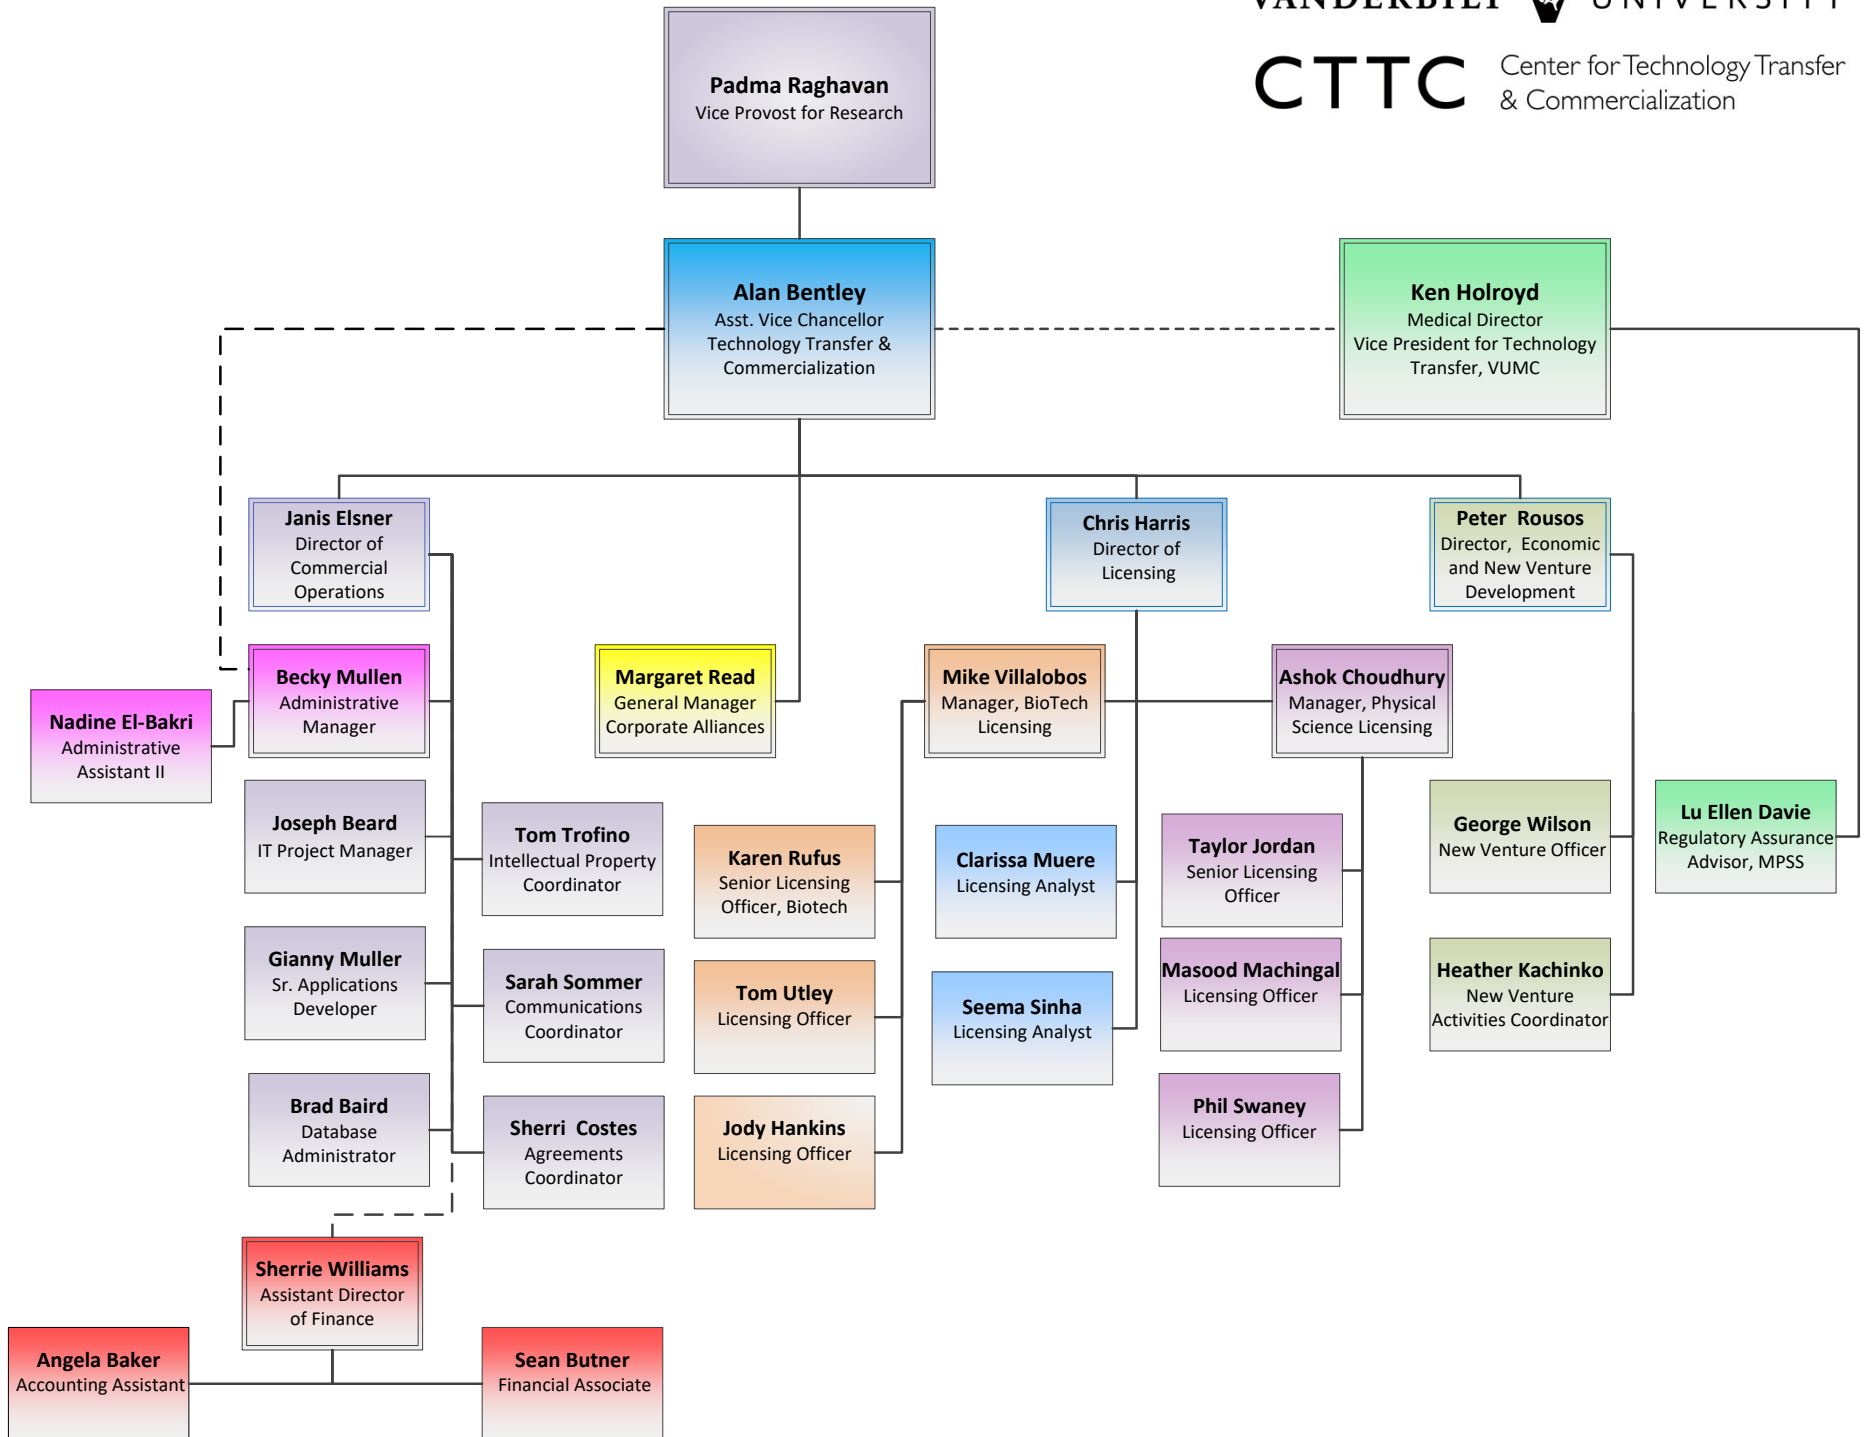 VANDERBILT UNIVERSITY
CTTC
Center for Technology Transfer
& Commercialization
Padma Raghavan
Vice Provost for Research
Alan Bentley
Asst. Vice Chancellor
Technology Transfer &
Commercialization
Ken Holroyd
Medical Director
Vice President for Technology
Transfer, VUMC
Janis Elsner
Director of
Commercial
Operations
Chris Harris
Director of
Licensing
Peter Rousos
Director, Economic
and New Venture
Development
Becky Mullen
Administrative
Manager
Nadine El-Bakri
Administrative
Assistant II
Margaret Read
General Manager
Corporate Alliances
Mike Villalobos
Manager, BioTech
Licensing
Ashok Choudhury
Manager, Physical
Science Licensing
Joseph Beard
IT Project Manager
Tom Trofino
Intellectual Property
Coordinator
Karen Rufus
Senior Licensing
Officer, Biotech
Clarissa Muere
Licensing Analyst
Taylor Jordan
Senior Licensing
Officer
George Wilson
New Venture Officer
Lu Ellen Davie
Regulatory Assurance
Advisor, MPSS
Gianny Muller
Sr. Applications
Developer
Sarah Sommer
Communications
Coordinator
Tom Utley
Licensing Officer
Seema Sinha
Licensing Analyst
Masood Machingal
Licensing Officer
Heather Kachinko
New Venture
Activities Coordinator
Brad Baird
Database
Administrator
Sherri Costes
Agreements
Coordinator
Jody Hankins
Licensing Officer
Phil Swaney
Licensing Officer
Sherrie Williams
Assistant Director
of Finance
Angela Baker
Accounting Assistant
Sean Butner
Financial Associate